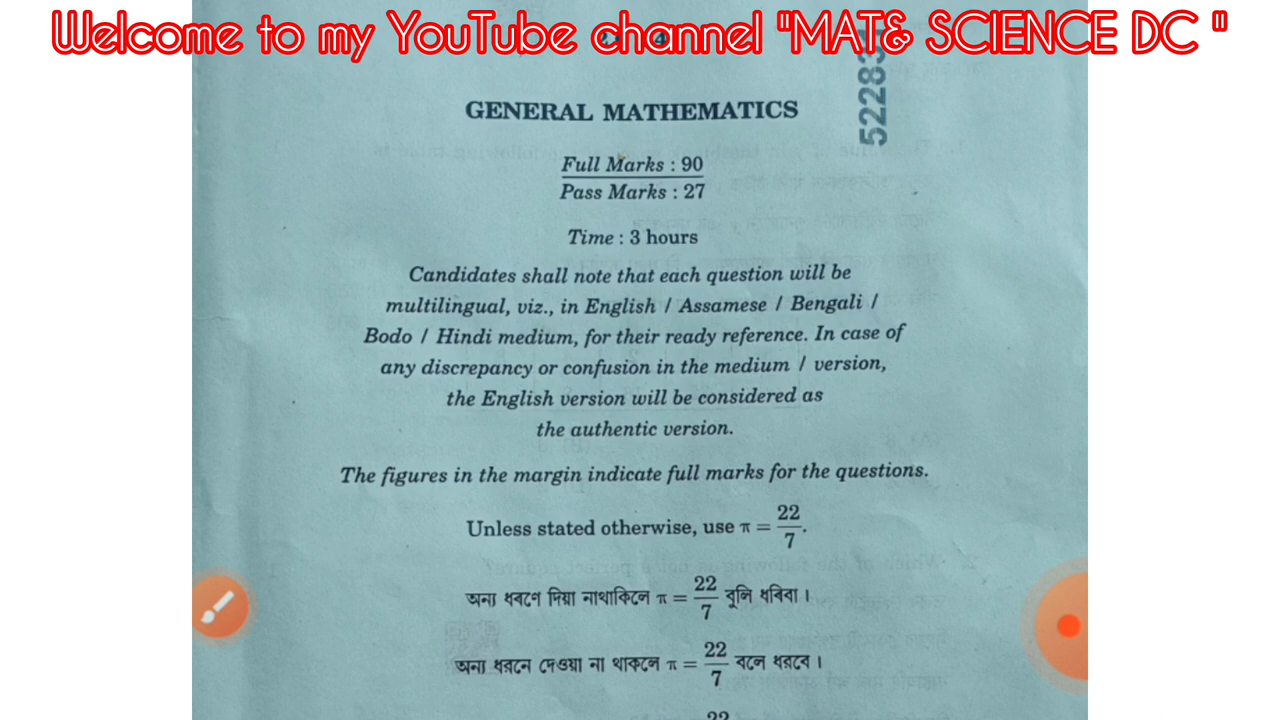 Welcome to my YouTube channel "MAT& SCIENCE DC "
GENERAL MATHEMATICS
Full Marks : 90
Pass Marks : 27
Time : 3 hours
Candidates shall note that each question will be
multilingual, viz., in English / Assamese / Bengali /
Bodo / Hindi medium, for their ready reference. In case of
any discrepancy or confusion in the medium / version,
the English version will be considered as
the authentic version.
The figures in the margin indicate full marks for the questions.
Unless stated otherwise, use π = 22/7.
অন্য ধৰণে দিয়া নাথাকিলে π = 22/7 বুলি ধৰিবা ।
অন্য ধরনে দেওয়া না থাকলে π = 22/7 বলে ধরবে ।
22